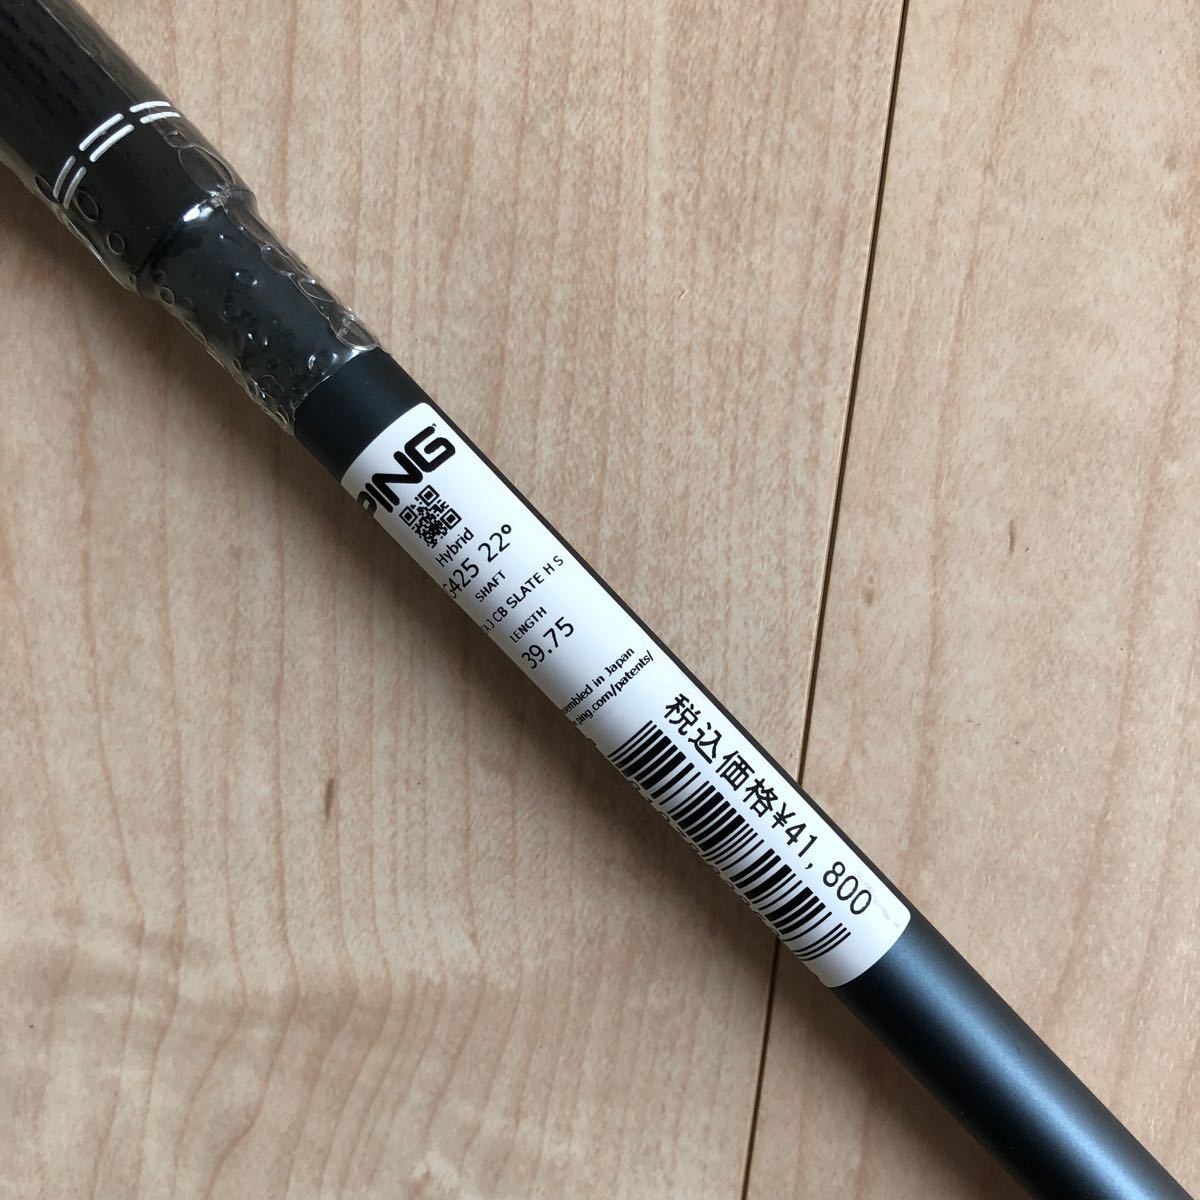 PING
Hybrid
G425 22°
SHAFT
CB SLATE H S
LENGTH
39.75
in Japan
ping.com/patents/
税込価格¥41,800